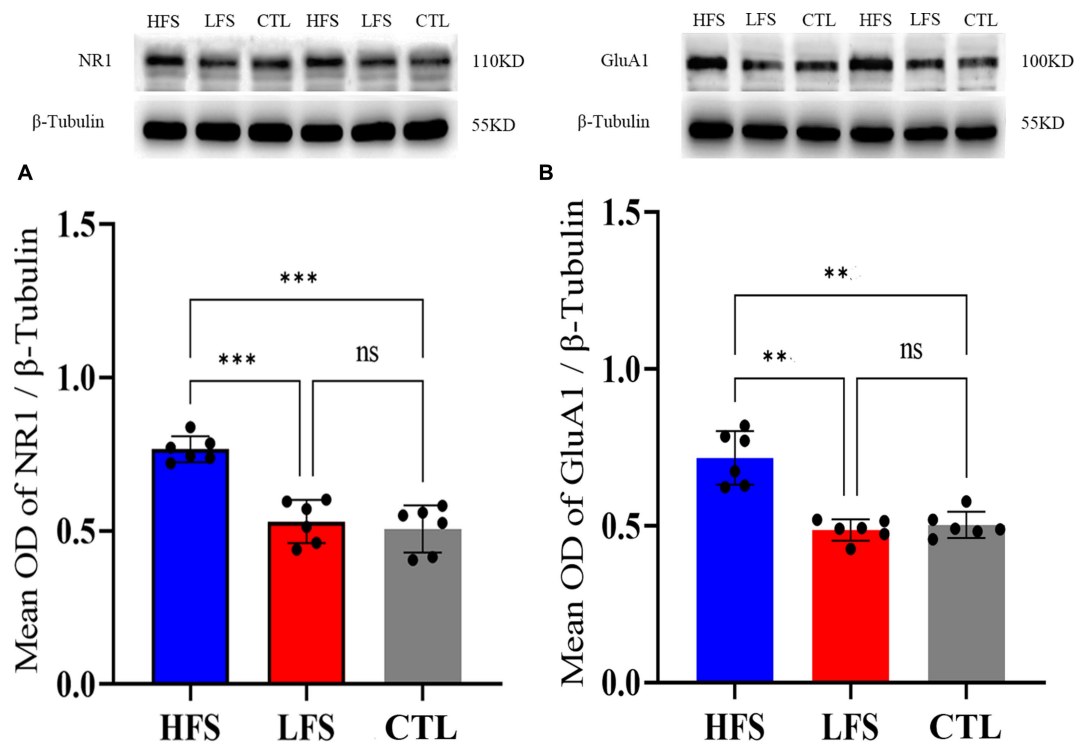 HFS LFS CTL HFS LFS CTL
NR1 110KD
β-Tubulin 55KD
HFS LFS CTL HFS LFS CTL
GluA1 100KD
β-Tubulin 55KD
A
Mean OD of NR1 / β-Tubulin
1.5
1.0
0.5
0.0
***
***
ns
HFS LFS CTL
B
Mean OD of GluA1 / β-Tubulin
1.5
1.0
0.5
0.0
**
**
ns
HFS LFS CTL